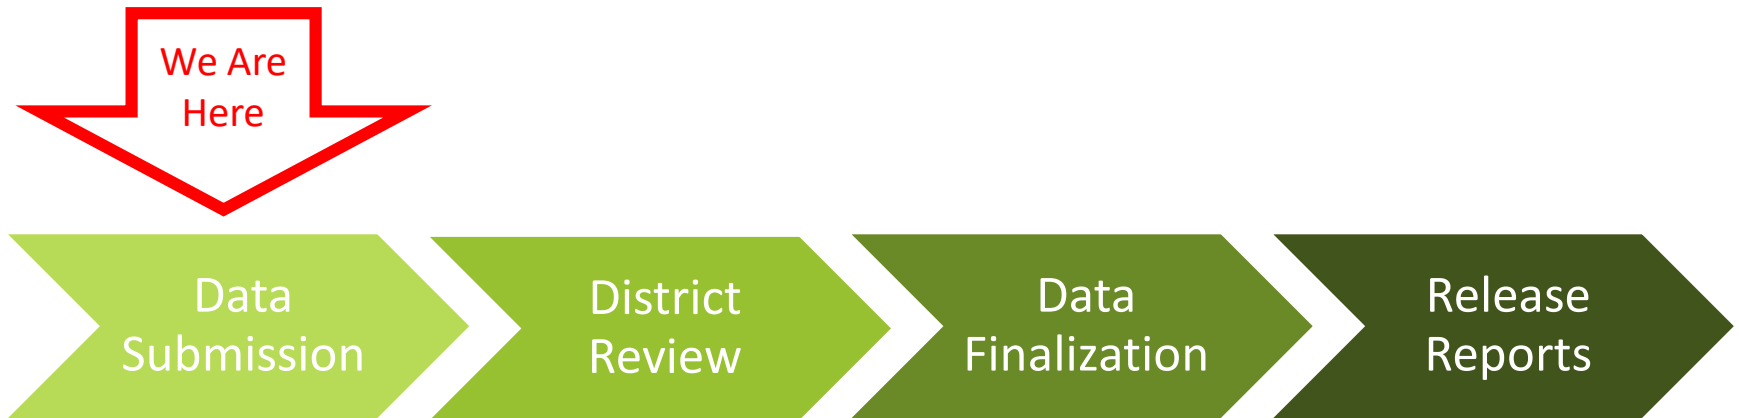 We Are
Here
Data
Submission
District
Review
Data
Finalization
Release
Reports